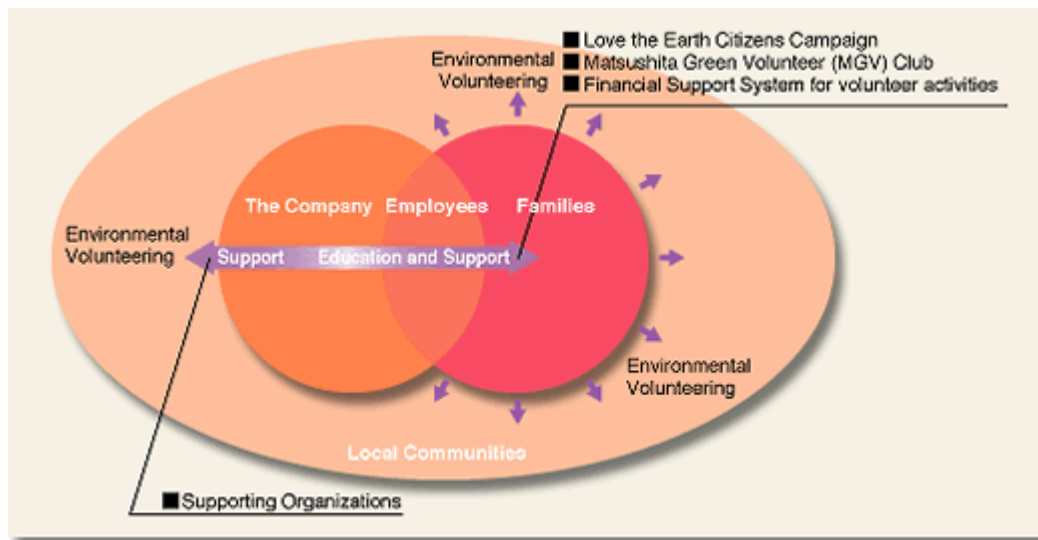 ■ Love the Earth Citizens Campaign
■ Matsushita Green Volunteer (MGV) Club
■ Financial Support System for volunteer activities
Environmental
Volunteering
The Company
Employees
Families
Environmental
Volunteering
Support
Education and Support
Environmental
Volunteering
Local Communities
■ Supporting Organizations